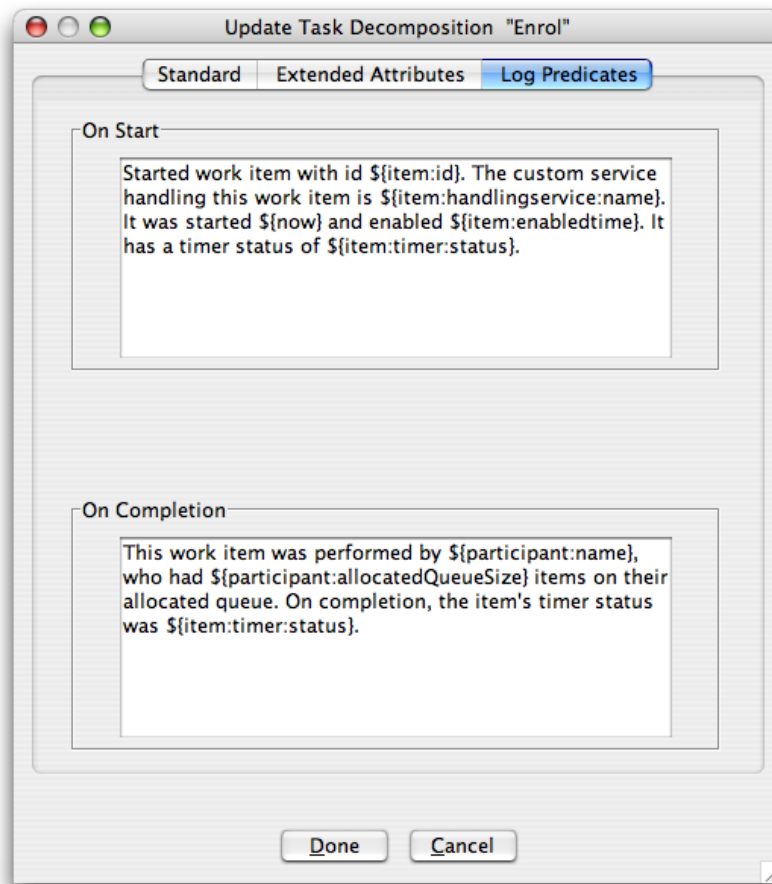 Update Task Decomposition "Enrol"
Standard Extended Attributes Log Predicates
On Start
Started work item with id ${item:id}. The custom service
handling this work item is ${item:handlingservice:name}.
It was started ${now} and enabled ${item:enabledtime}. It
has a timer status of ${item:timer:status}.
On Completion
This work item was performed by ${participant:name},
who had ${participant:allocatedQueueSize} items on their
allocated queue. On completion, the item's timer status
was ${item:timer:status}.
Done Cancel